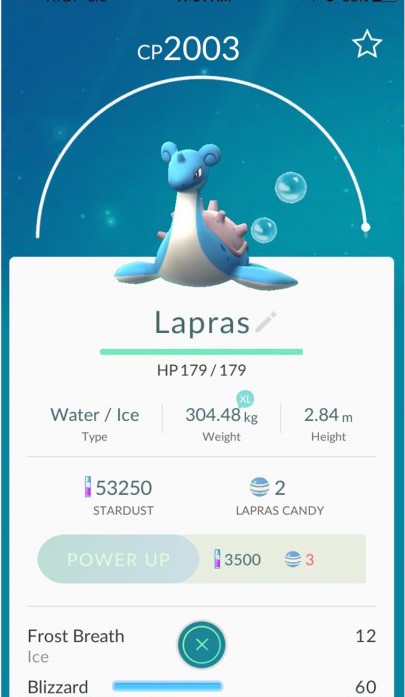 CP2003
Lapras
HP 179 / 179
XL
Water / Ice 304.48 kg 2.84 m
Type Weight Height
53250 2
STARDUST LAPRAS CANDY
POWER UP 3500 3
Frost Breath 12
Ice
Blizzard 60